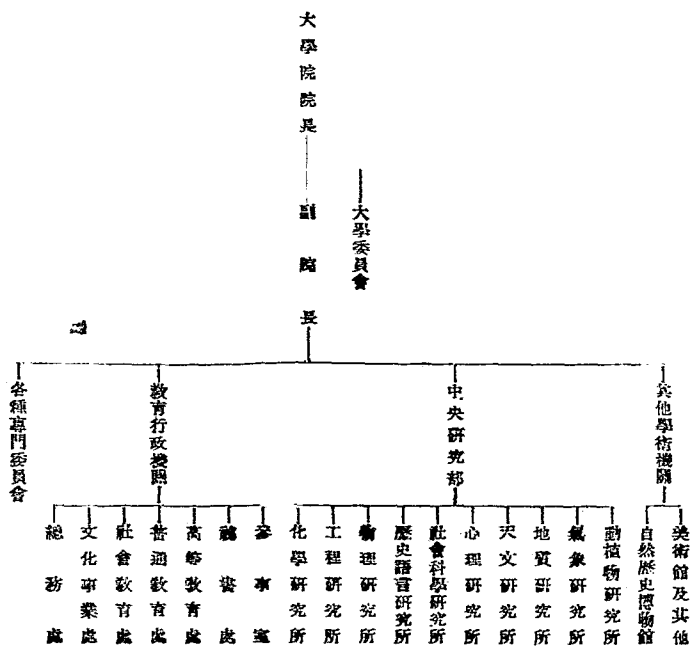 大學院院長
大學委員會
副院長
其他學術機關
中央研究部
教育行政機關
各種專門委員會
美術館及其他
自然歷史博物館
動植物研究所
氣象研究所
地質研究所
天文研究所
心理研究所
社會科學研究所
歷史語言研究所
物理研究所
工程研究所
化學研究所
參事室
秘書處
高等教育處
普通教育處
社會教育處
文化事業處
總務處